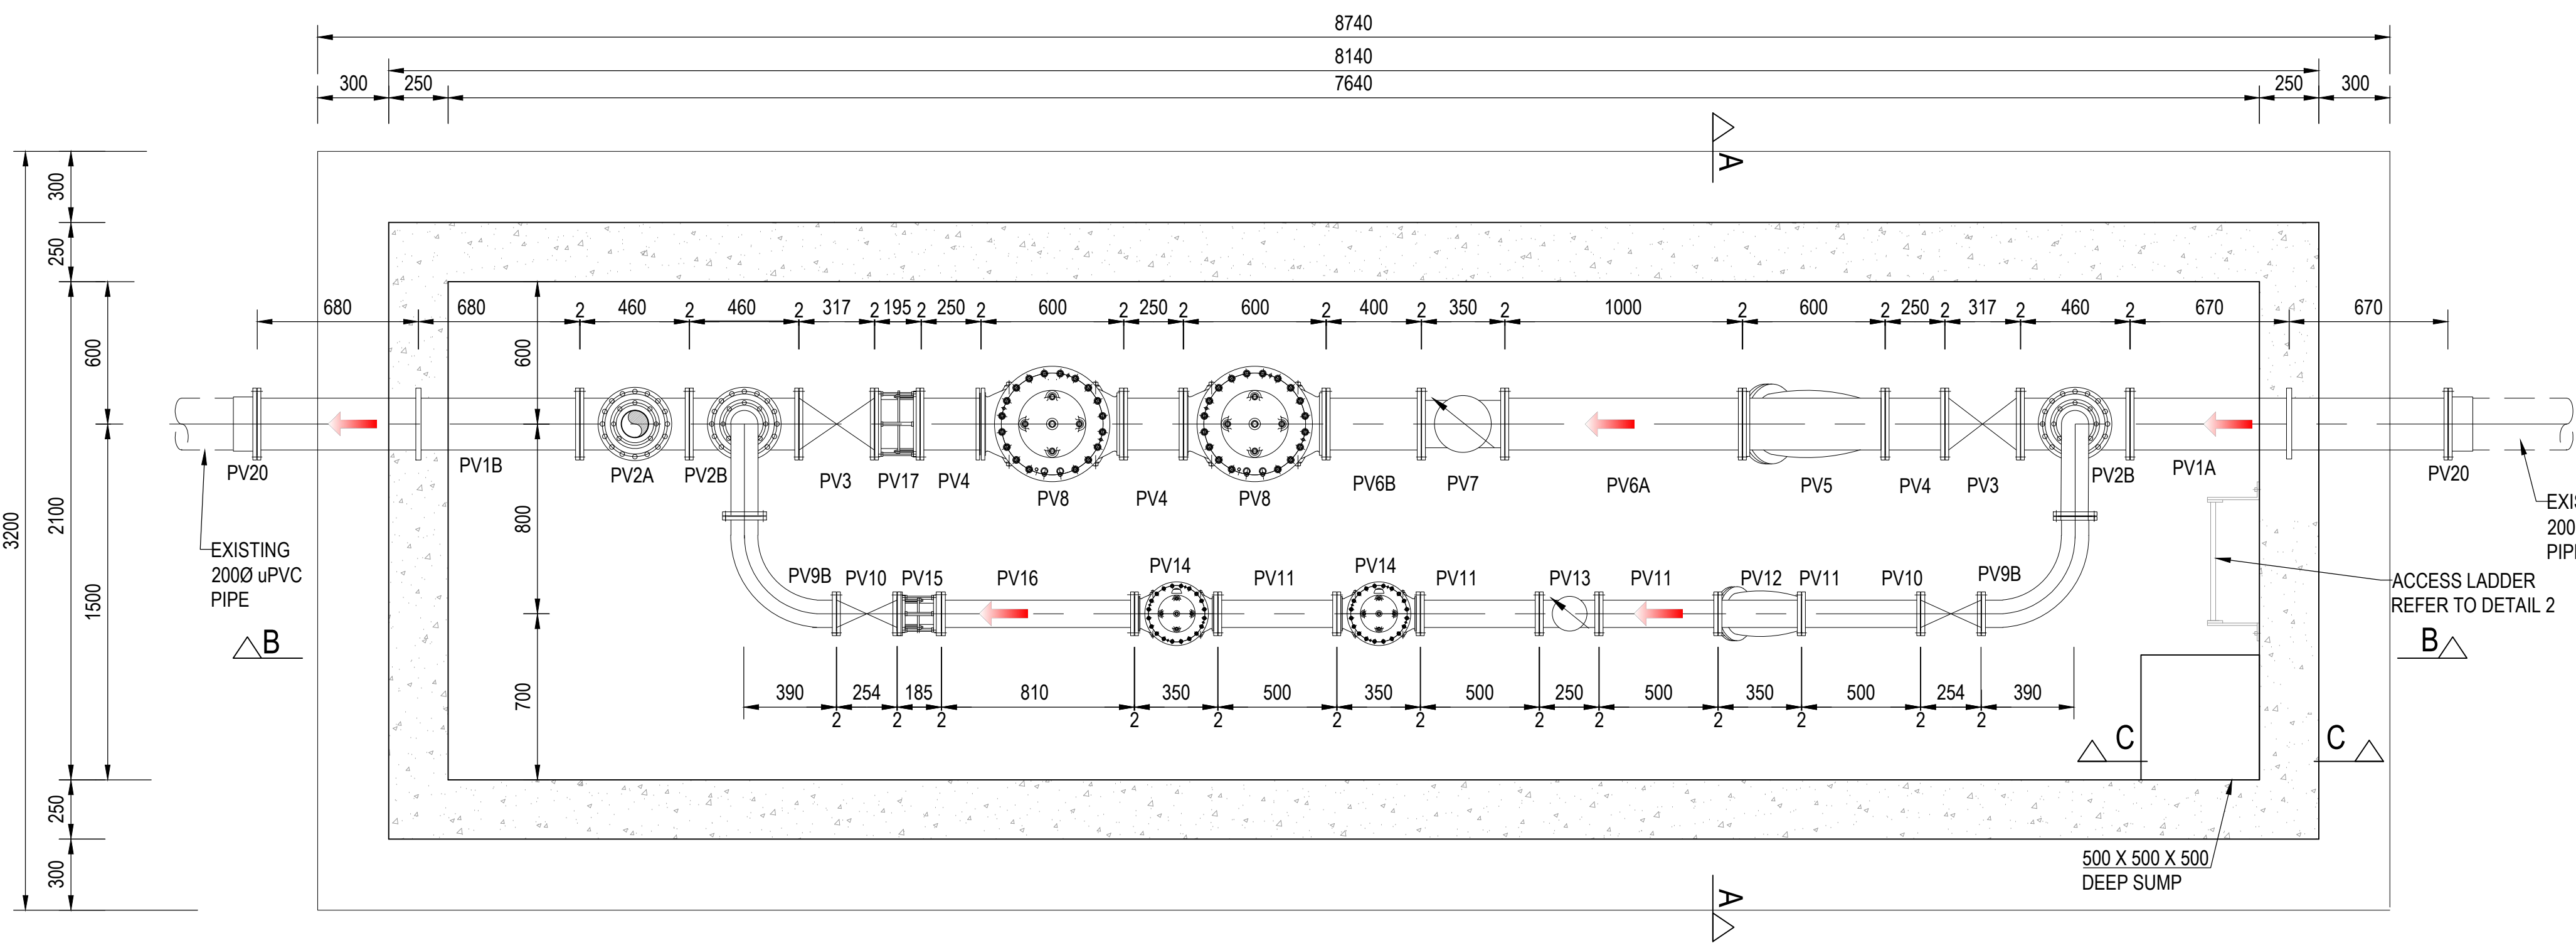 8740
8140
300 250 7640 250 300
A
300
250
680 680 2 460 2 460 2 317 2 195 2 250 2 600 2 250 2 600 2 400 2 350 2 1000 2 600 2 250 2 317 2 460 2 670 670
600
600
PV20 PV1B PV2A PV2B PV3 PV17 PV4 PV8 PV4 PV8 PV6B PV7 PV6A PV5 PV4 PV3 PV2B PV1A PV20
3200
2100
800
1500
EXISTING
200Ø uPVC
PIPE
PV9B PV10 PV15 PV16 PV14 PV11 PV14 PV11 PV13 PV11 PV12 PV11 PV10 PV9B
ACCESS LADDER
REFER TO DETAIL 2
B B
700
390 254 185 810 350 500 350 500 250 500 350 500 254 390
2 2 2 2 2 2 2 2 2 2 2 2 2
C C
250
300
500 X 500 X 500
DEEP SUMP
A